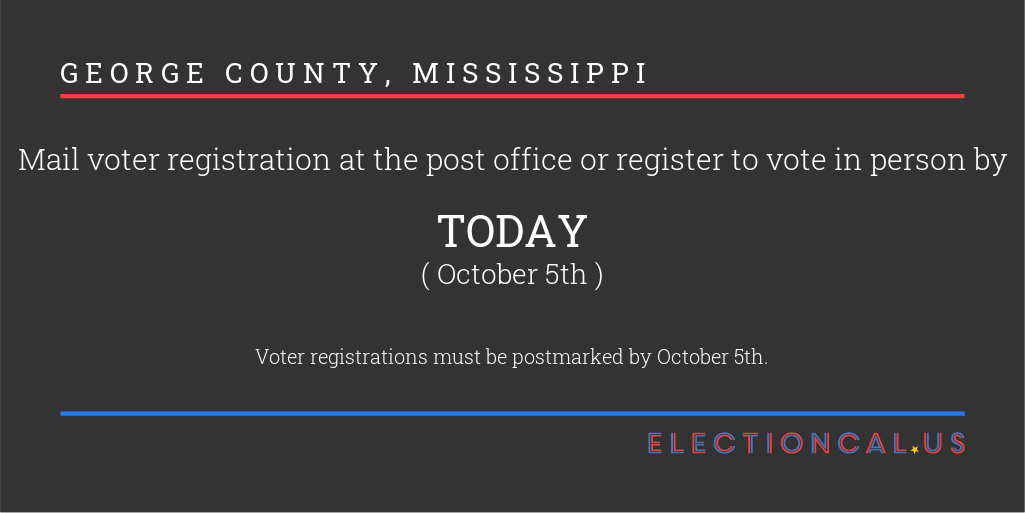 GEORGE COUNTY, MISSISSIPPI
Mail voter registration at the post office or register to vote in person by
TODAY
( October 5th )
Voter registrations must be postmarked by October 5th.
ELECTIONCAL.US